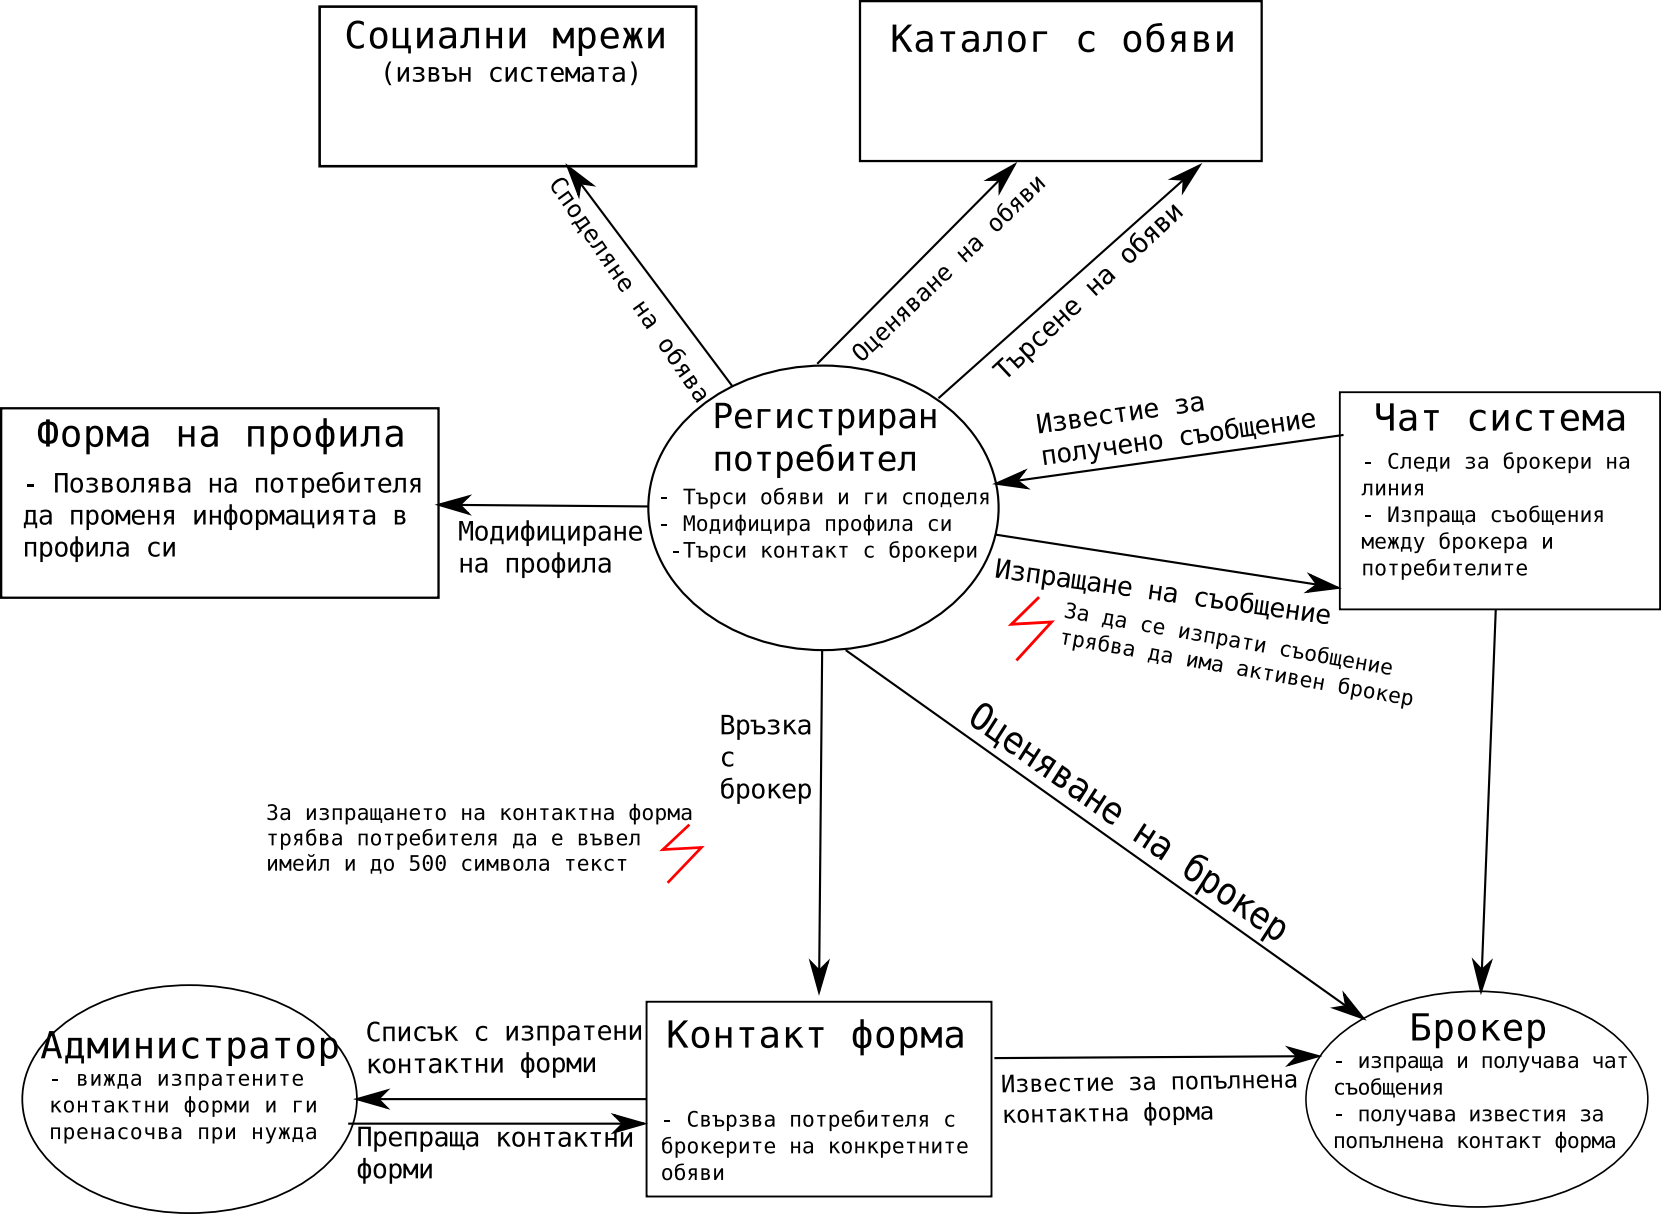 Социални мрежи
(извън системата)
Каталог с обяви
Споделяне на обява
Оценяване на обяви
Търсене на обяви
Форма на профила
- Позволява на потребителя
да променя информацията в
профила си
Модифициране
на профила
Регистриран
потребител
- Търси обяви и ги споделя
- Модифицира профила си
-Търси контакт с брокери
Известие за
получено съобщение
Чат система
- Следи за брокери на
линия
- Изпраща съобщения
между брокера и
потребителите
Изпращане на съобщение
За да се изпрати съобщение
трябва да има активен брокер
Връзка
с
брокер
Оценяване на брокер
За изпращането на контактна форма
трябва потребителя да е въвел
имейл и до 500 символа текст
Администратор
- вижда изпратените
контактни форми и ги
пренасочва при нужда
Списък с изпратени
контактни форми
Препраща контактни
форми
Контакт форма
- Свързва потребителя с
брокерите на конкретните
обяви
Известие за попълнена
контактна форма
Брокер
- изпраща и получава чат
съобщения
- получава известия за
попълнена контакт форма